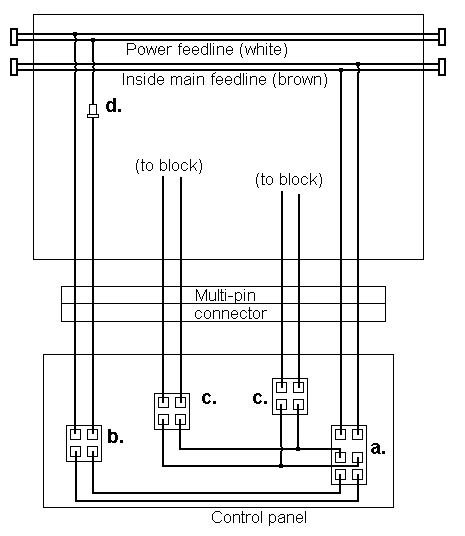 Power feedline (white)
Inside main feedline (brown)
d.
(to block)
(to block)
Multi-pin
connector
c.
c.
b.
a.
Control panel